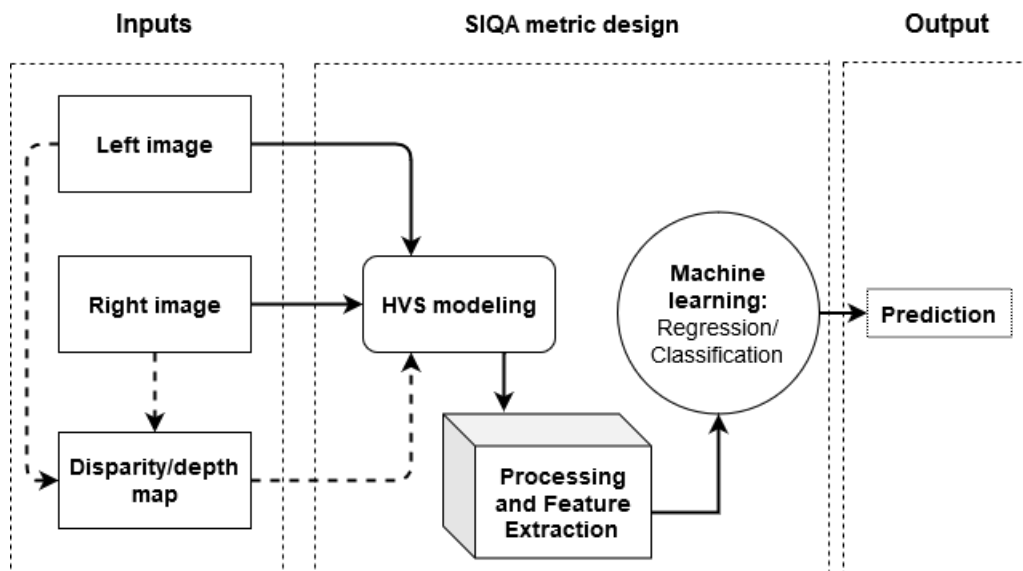 Inputs
SIQA metric design
Output
Left image
Right image
Disparity/depth
map
HVS modeling
Processing
and Feature
Extraction
Machine
learning:
Regression/
Classification
Prediction